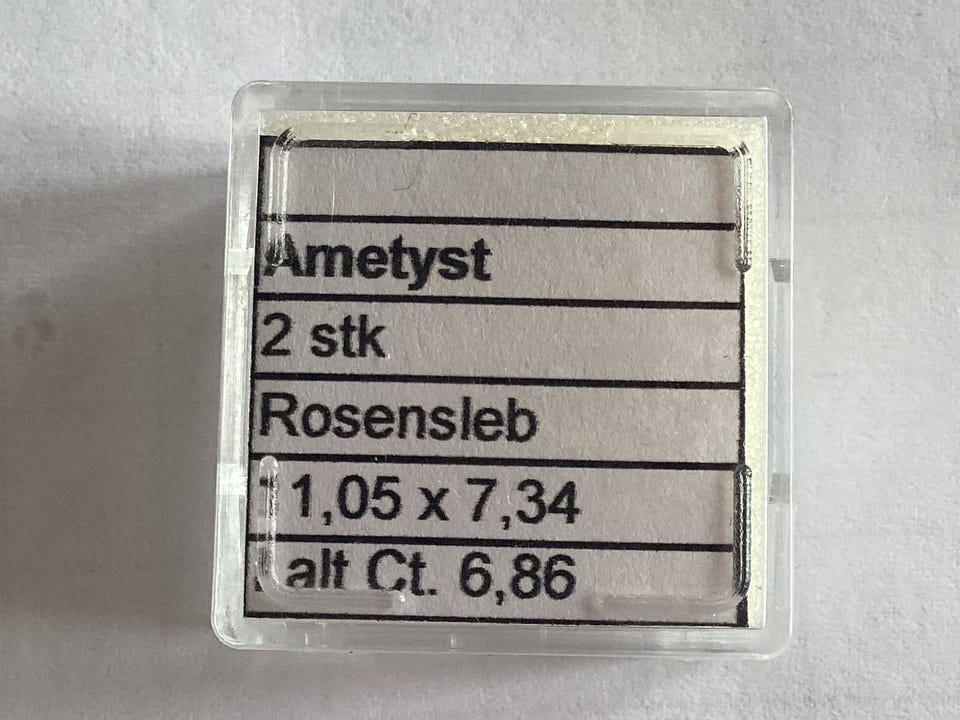 Ametyst
2 stk
Rosensleb
11,05 x 7,34
I alt Ct. 6,86